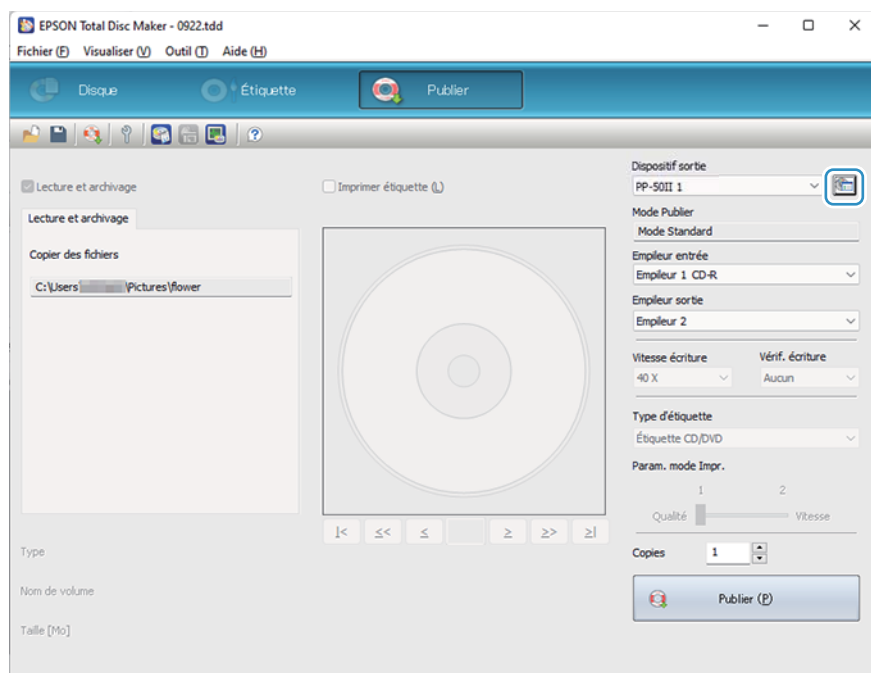 EPSON Total Disc Maker - 0922.tdd
Fichier (F) Visualiser (V) Outil (T) Aide (H)
Disque Étiquette Publier
Lecture et archivage
Imprimer étiquette (L)
Lecture et archivage
Copier des fichiers
C:\Users \Pictures\flower
|< << < > >> >|
Type
Nom de volume
Taille [Mo]
Dispositif sortie
PP-50II 1
Mode Publier
Mode Standard
Empileur entrée
Empileur 1 CD-R
Empileur sortie
Empileur 2
Vitesse écriture Vérif. écriture
40 X Aucun
Type d'étiquette
Étiquette CD/DVD
Param. mode Impr.
1 2
Qualité Vitesse
Copies 1
Publier (P)